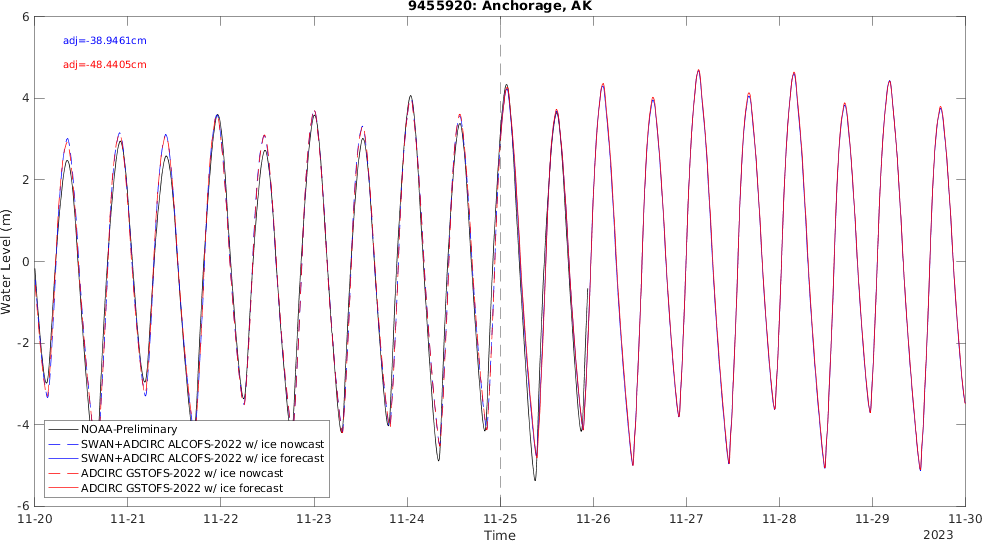 9455920: Anchorage, AK
adj=-38.9461cm
adj=-48.4405cm
Water Level (m)
6
4
2
0
-2
-4
-6
NOAA-Preliminary
SWAN+ADCIRC ALCOFS-2022 w/ ice nowcast
SWAN+ADCIRC ALCOFS-2022 w/ ice forecast
ADCIRC GSTOFS-2022 w/ ice nowcast
ADCIRC GSTOFS-2022 w/ ice forecast
11-20 11-21 11-22 11-23 11-24 11-25 11-26 11-27 11-28 11-29 11-30
Time
2023